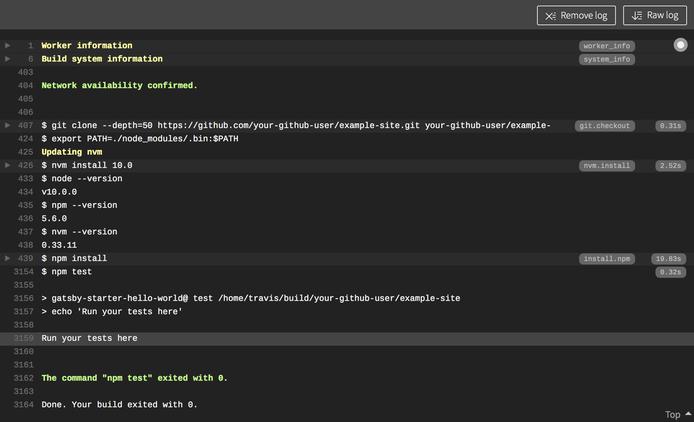 Remove log Raw log
1 Worker information worker_info
6 Build system information system_info
403
404 Network availability confirmed.
405
406
407 $ git clone --depth=50 https://github.com/your-github-user/example-site.git your-github-user/example- git.checkout 0.31s
424 $ export PATH=./node_modules/.bin:$PATH
425 Updating nvm
426 $ nvm install 10.0 nvm.install 2.52s
433 $ node --version
434 v10.0.0
435 $ npm --version
436 5.6.0
437 $ nvm --version
438 0.33.11
439 $ npm install install.npm 19.83s
3154 $ npm test 0.32s
3155
3156 > gatsby-starter-hello-world@ test /home/travis/build/your-github-user/example-site
3157 > echo 'Run your tests here'
3158
3159 Run your tests here
3160
3161
3162 The command "npm test" exited with 0.
3163
3164 Done. Your build exited with 0.
Top